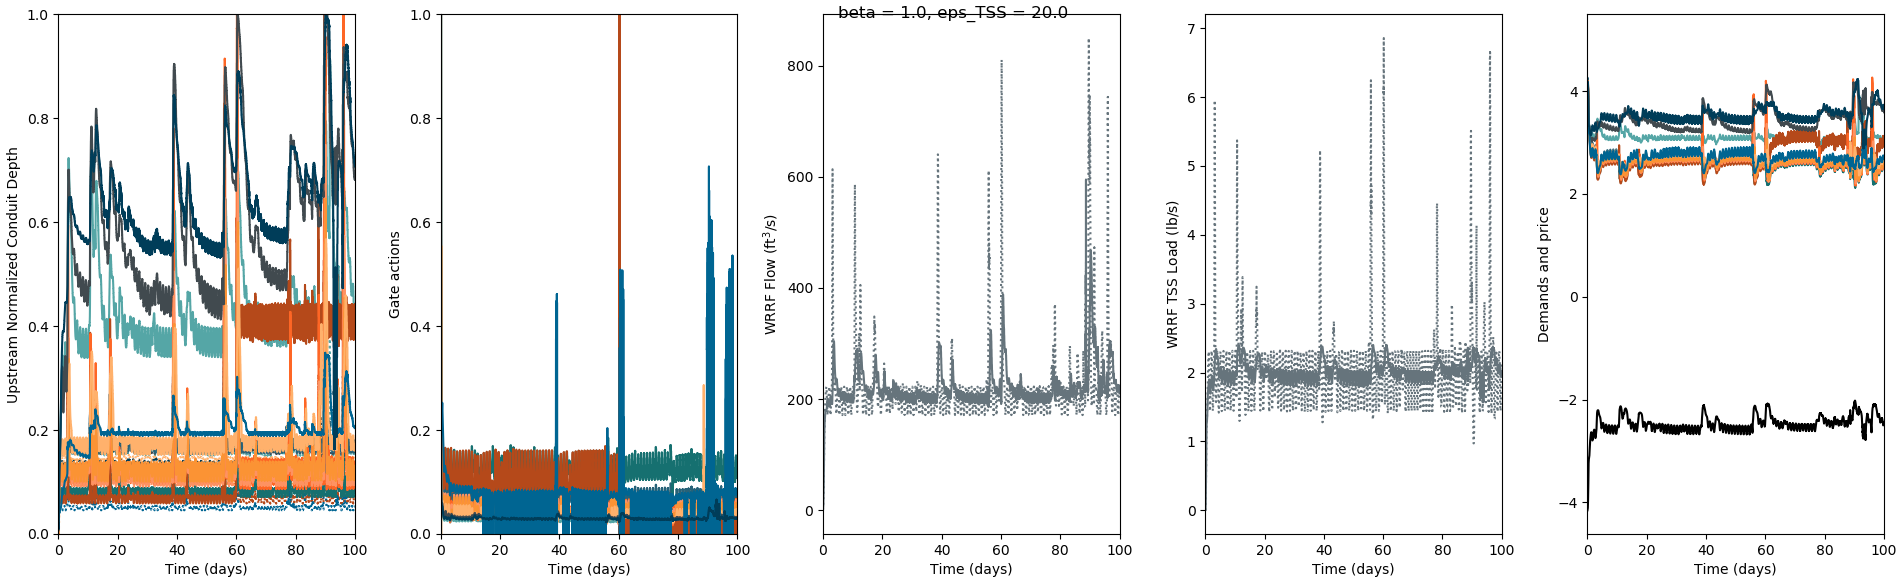 beta = 1.0, eps_TSS = 20.0
1.0
0.8
0.6
0.4
0.2
0.0
0 20 40 60 80 100
Time (days)
Upstream Normalized Conduit Depth
1.0
0.8
0.6
0.4
0.2
0.0
0 20 40 60 80 100
Time (days)
Gate actions
800
600
400
200
0
0 20 40 60 80 100
Time (days)
WRRF Flow (ft³/s)
7
6
5
4
3
2
1
0
0 20 40 60 80 100
Time (days)
WRRF TSS Load (lb/s)
4
2
0
−2
−4
0 20 40 60 80 100
Time (days)
Demands and price